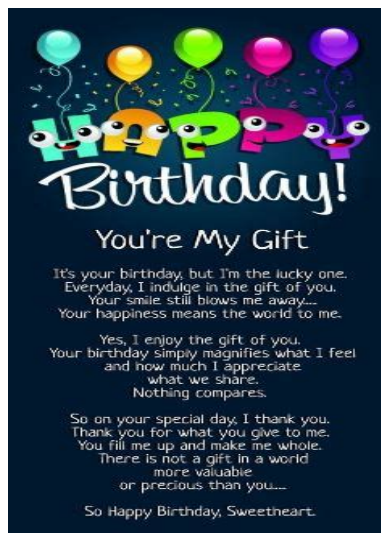 HAPPY
Birthday!
You're My Gift
It's your birthday, but I'm the lucky one.
Everyday, I indulge in the gift of you.
Your smile still blows me away....
Your happiness means the world to me.
Yes, I enjoy the gift of you.
Your birthday simply magnifies what I feel
and how much I appreciate
what we share.
Nothing compares.
So on your special day, I thank you.
Thank you for what you give to me.
You fill me up and make me whole.
There is not a gift in a world
more valuable
or precious than you....
So Happy Birthday, Sweetheart.